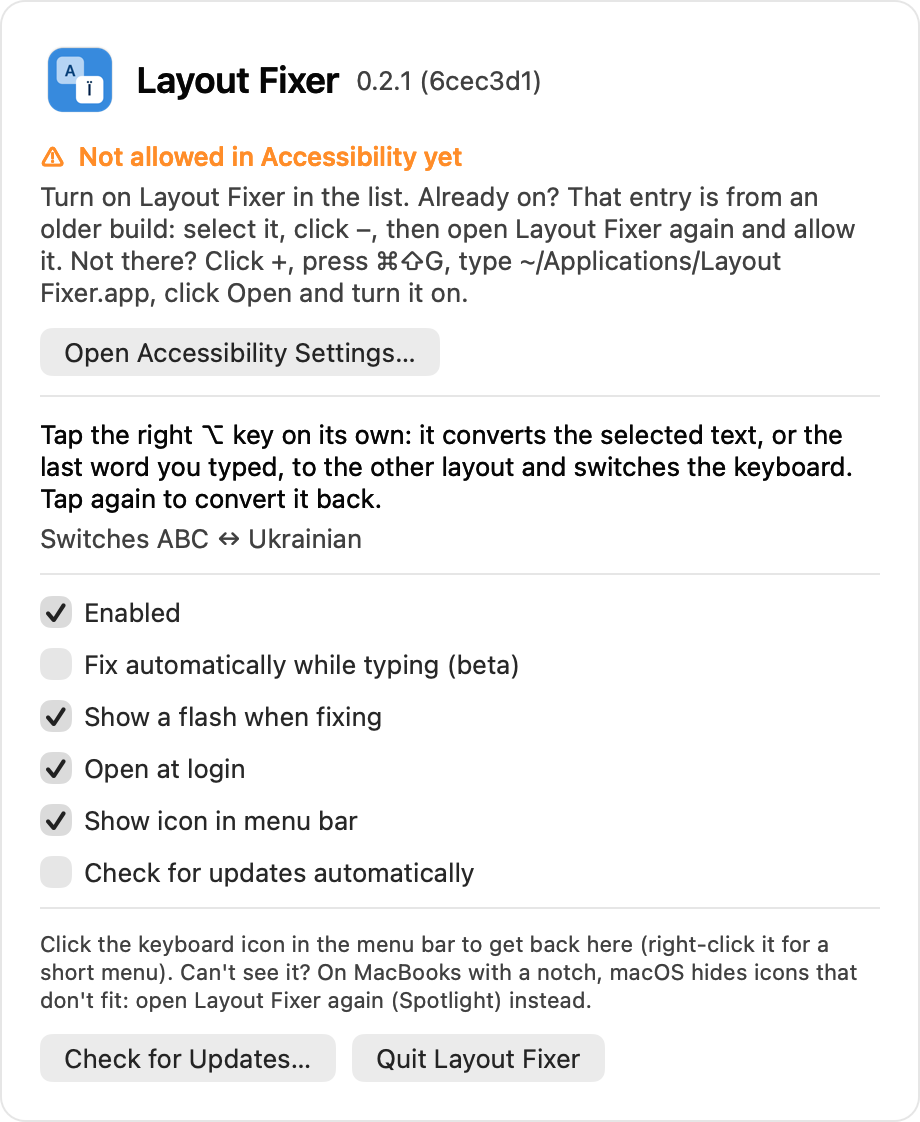 A
ї
Layout Fixer 0.2.1 (6cec3d1)
Not allowed in Accessibility yet
Turn on Layout Fixer in the list. Already on? That entry is from an
older build: select it, click –, then open Layout Fixer again and allow
it. Not there? Click +, press ⌘⇧G, type ~/Applications/Layout
Fixer.app, click Open and turn it on.
Open Accessibility Settings...
Tap the right ⌥ key on its own: it converts the selected text, or the
last word you typed, to the other layout and switches the keyboard.
Tap again to convert it back.
Switches ABC ↔ Ukrainian
Enabled
Fix automatically while typing (beta)
Show a flash when fixing
Open at login
Show icon in menu bar
Check for updates automatically
Click the keyboard icon in the menu bar to get back here (right-click it for a
short menu). Can't see it? On MacBooks with a notch, macOS hides icons that
don't fit: open Layout Fixer again (Spotlight) instead.
Check for Updates...
Quit Layout Fixer